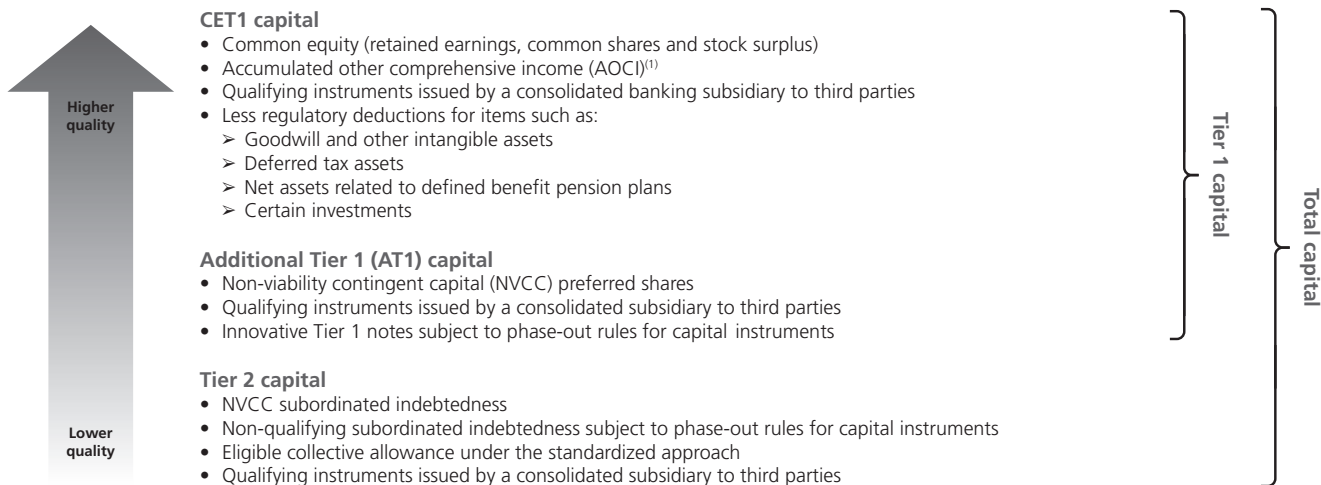 CET1 capital
• Common equity (retained earnings, common shares and stock surplus)
• Accumulated other comprehensive income (AOCI)(1)
• Qualifying instruments issued by a consolidated banking subsidiary to third parties
• Less regulatory deductions for items such as:
➢ Goodwill and other intangible assets
➢ Deferred tax assets
➢ Net assets related to defined benefit pension plans
➢ Certain investments
Additional Tier 1 (AT1) capital
• Non-viability contingent capital (NVCC) preferred shares
• Qualifying instruments issued by a consolidated subsidiary to third parties
• Innovative Tier 1 notes subject to phase-out rules for capital instruments
Tier 2 capital
• NVCC subordinated indebtedness
• Non-qualifying subordinated indebtedness subject to phase-out rules for capital instruments
• Eligible collective allowance under the standardized approach
• Qualifying instruments issued by a consolidated subsidiary to third parties
Higher
quality
Lower
quality
Tier 1 capital
Total capital